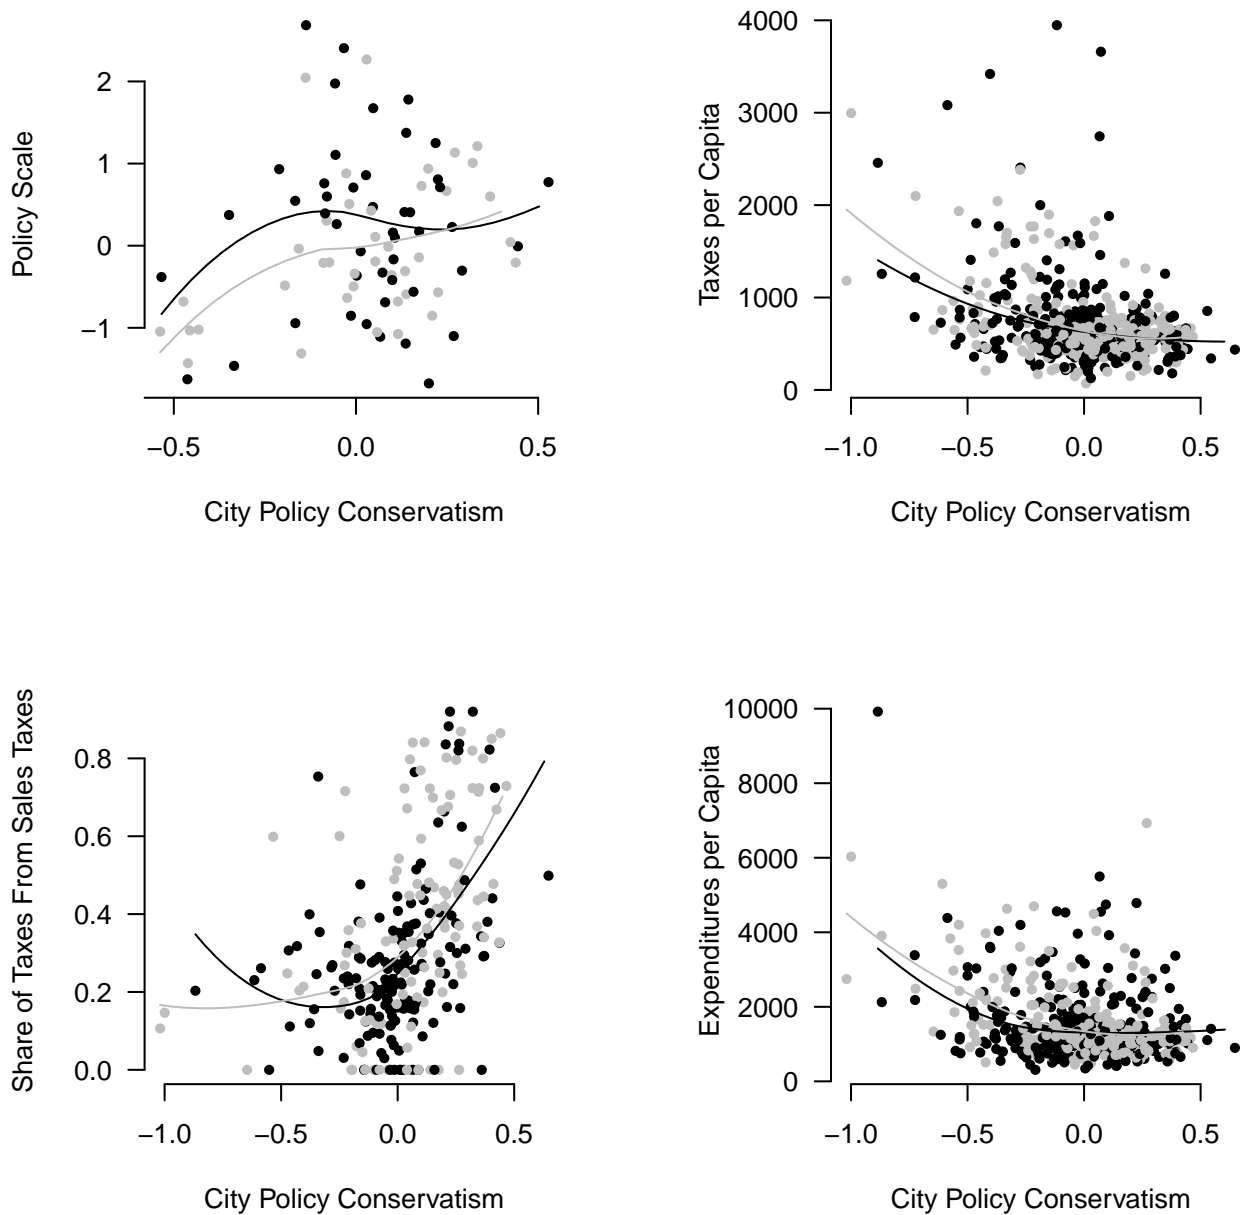 Policy Scale
2
1
0
−1
−0.5 0.0 0.5
City Policy Conservatism
Taxes per Capita
4000
3000
2000
1000
0
−1.0 −0.5 0.0 0.5
City Policy Conservatism
Share of Taxes From Sales Taxes
0.8
0.6
0.4
0.2
0.0
−1.0 −0.5 0.0 0.5
City Policy Conservatism
Expenditures per Capita
10000
8000
6000
4000
2000
0
−1.0 −0.5 0.0 0.5
City Policy Conservatism